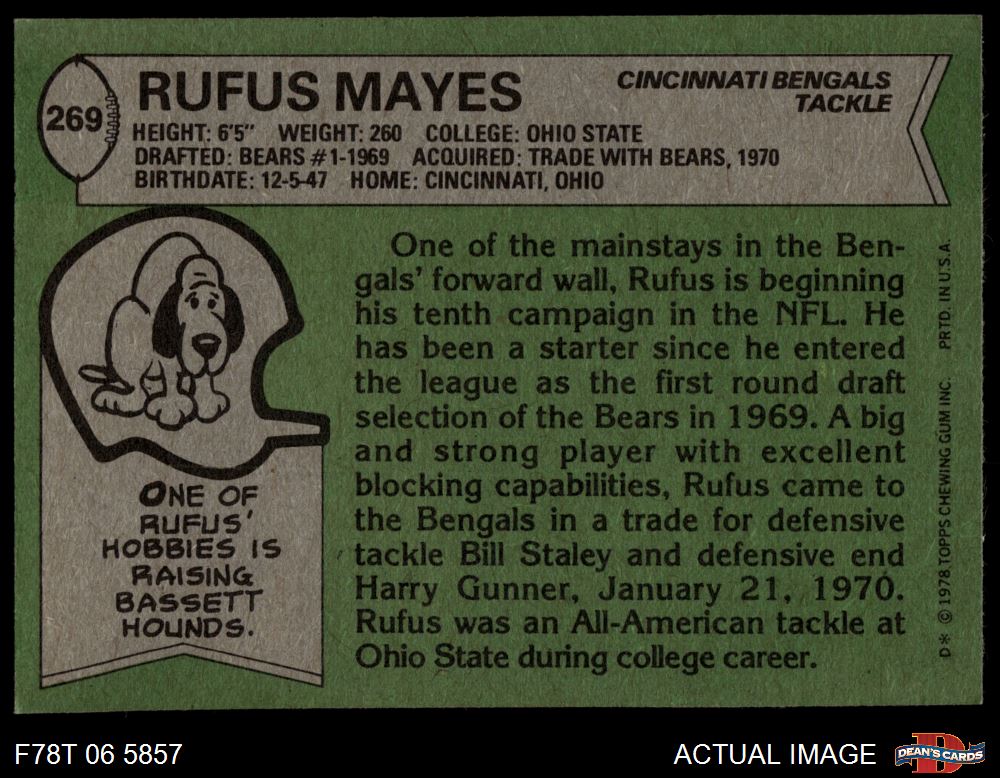 269
RUFUS MAYES
CINCINNATI BENGALS
TACKLE
HEIGHT: 6'5" WEIGHT: 260 COLLEGE: OHIO STATE
DRAFTED: BEARS #1-1969 ACQUIRED: TRADE WITH BEARS, 1970
BIRTHDATE: 12-5-47 HOME: CINCINNATI, OHIO
ONE OF
RUFUS'
HOBBIES IS
RAISING
BASSETT
HOUNDS.
One of the mainstays in the Ben-
gals' forward wall, Rufus is beginning
his tenth campaign in the NFL. He
has been a starter since he entered
the league as the first round draft
selection of the Bears in 1969. A big
and strong player with excellent
blocking capabilities, Rufus came to
the Bengals in a trade for defensive
tackle Bill Staley and defensive end
Harry Gunner, January 21, 1970.
Rufus was an All-American tackle at
Ohio State during college career.
D* © 1978 TOPPS CHEWING GUM INC. PRTD. IN U.S.A.
F78T 06 5857
ACTUAL IMAGE
D
DEAN'S CARDS